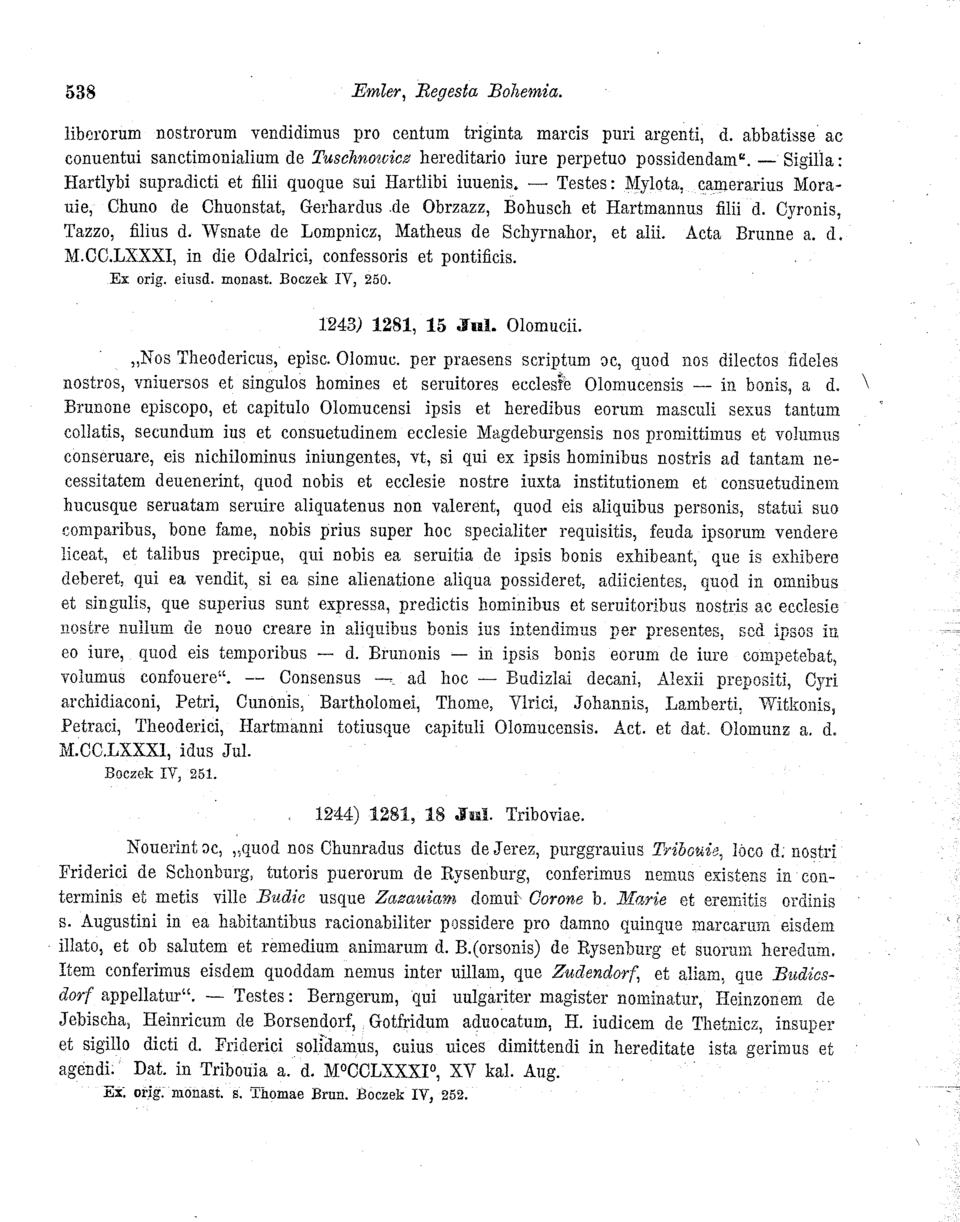 538 Emler, Regesta Bohemia.
liberorum nostrorum vendidimus pro centum triginta marcis puri argenti, d. abbatisse ac
conuentui sanctimonialium de Tuschnowicz hereditario iure perpetuo possidendam“. — Sigilla:
Hartlybi supradicti et filii quoque sui Hartlibi iuuenis. — Testes: Mylota, camerarius Mora-
uie, Chuno de Chuonstat, Gerhardus de Obrzazz, Bohusch et Hartmannus filii d. Cyronis,
Tazzo, filius d. Wsnate de Lompnicz, Matheus de Schyrnahor, et alii. Acta Brunne a. d.
M.CC.LXXXI, in die Odalrici, confessoris et pontificis.
Ex orig. eiusd. monast. Boczek IV, 250.
1243) 1281, 15 Jul. Olomucii.
„Nos Theodericus, episc. Olomuc. per praesens scriptum ɔc, quod nos dilectos fideles
nostros, vniuersos et singulos homines et seruitores ecclesie Olomucensis — in bonis, a d.
Brunone episcopo, et capitulo Olomucensi ipsis et heredibus eorum masculi sexus tantum
collatis, secundum ius et consuetudinem ecclesie Magdeburgensis nos promittimus et volumus
conseruare, eis nichilominus iniungentes, vt, si qui ex ipsis hominibus nostris ad tantam ne-
cessitatem deuenerint, quod nobis et ecclesie nostre iuxta institutionem et consuetudinem
hucusque seruatam seruire aliquatenus non valerent, quod eis aliquibus personis, statui suo
comparibus, bone fame, nobis prius super hoc specialiter requisitis, feuda ipsorum vendere
liceat, et talibus precipue, qui nobis ea seruitia de ipsis bonis exhibeant, que is exhibere
deberet, qui ea vendit, si ea sine alienatione aliqua possideret, adiicientes, quod in omnibus
et singulis, que superius sunt expressa, predictis hominibus et seruitoribus nostris ac ecclesie
nostre nullum de nouo creare in aliquibus bonis ius intendimus per presentes, sed ipsos in
eo iure, quod eis temporibus — d. Brunonis — in ipsis bonis eorum de iure competebat,
volumus confouere“. — Consensus — ad hoc — Budizlai decani, Alexii prepositi, Cyri
archidiaconi, Petri, Cunonis, Bartholomei, Thome, Vlrici, Johannis, Lamberti, Witkonis,
Petraci, Theoderici, Hartmanni totiusque capituli Olomucensis. Act. et dat. Olomunz a. d.
M.CC.LXXXI, idus Jul.
Boczek IV, 251.
1244) 1281, 18 Jul. Triboviae.
Nouerint ɔc, „quod nos Chunradus dictus de Jerez, purggrauius Tribouie, loco d. nostri
Friderici de Schonburg, tutoris puerorum de Rysenburg, conferimus nemus existens in con-
terminis et metis ville Budic usque Zazauiam domui Corone b. Marie et eremitis ordinis
s. Augustini in ea habitantibus racionabiliter possidere pro damno quinque marcarum eisdem
illato, et ob salutem et remedium animarum d. B.(orsonis) de Rysenburg et suorum heredum.
Item conferimus eisdem quoddam nemus inter uillam, que Zudendorf, et aliam, que Budics-
dorf appellatur“. — Testes: Berngerum, qui uulgariter magister nominatur, Heinzonem de
Jebischa, Heinricum de Borsendorf, Gotfridum aduocatum, H. iudicem de Thetnicz, insuper
et sigillo dicti d. Friderici solidamus, cuius uices dimittendi in hereditate ista gerimus et
agendi. Dat. in Tribouia a. d. MºCCLXXXIº, XV kal. Aug.
Ex. orig. monast. s. Thomae Brun. Boczek IV, 252.